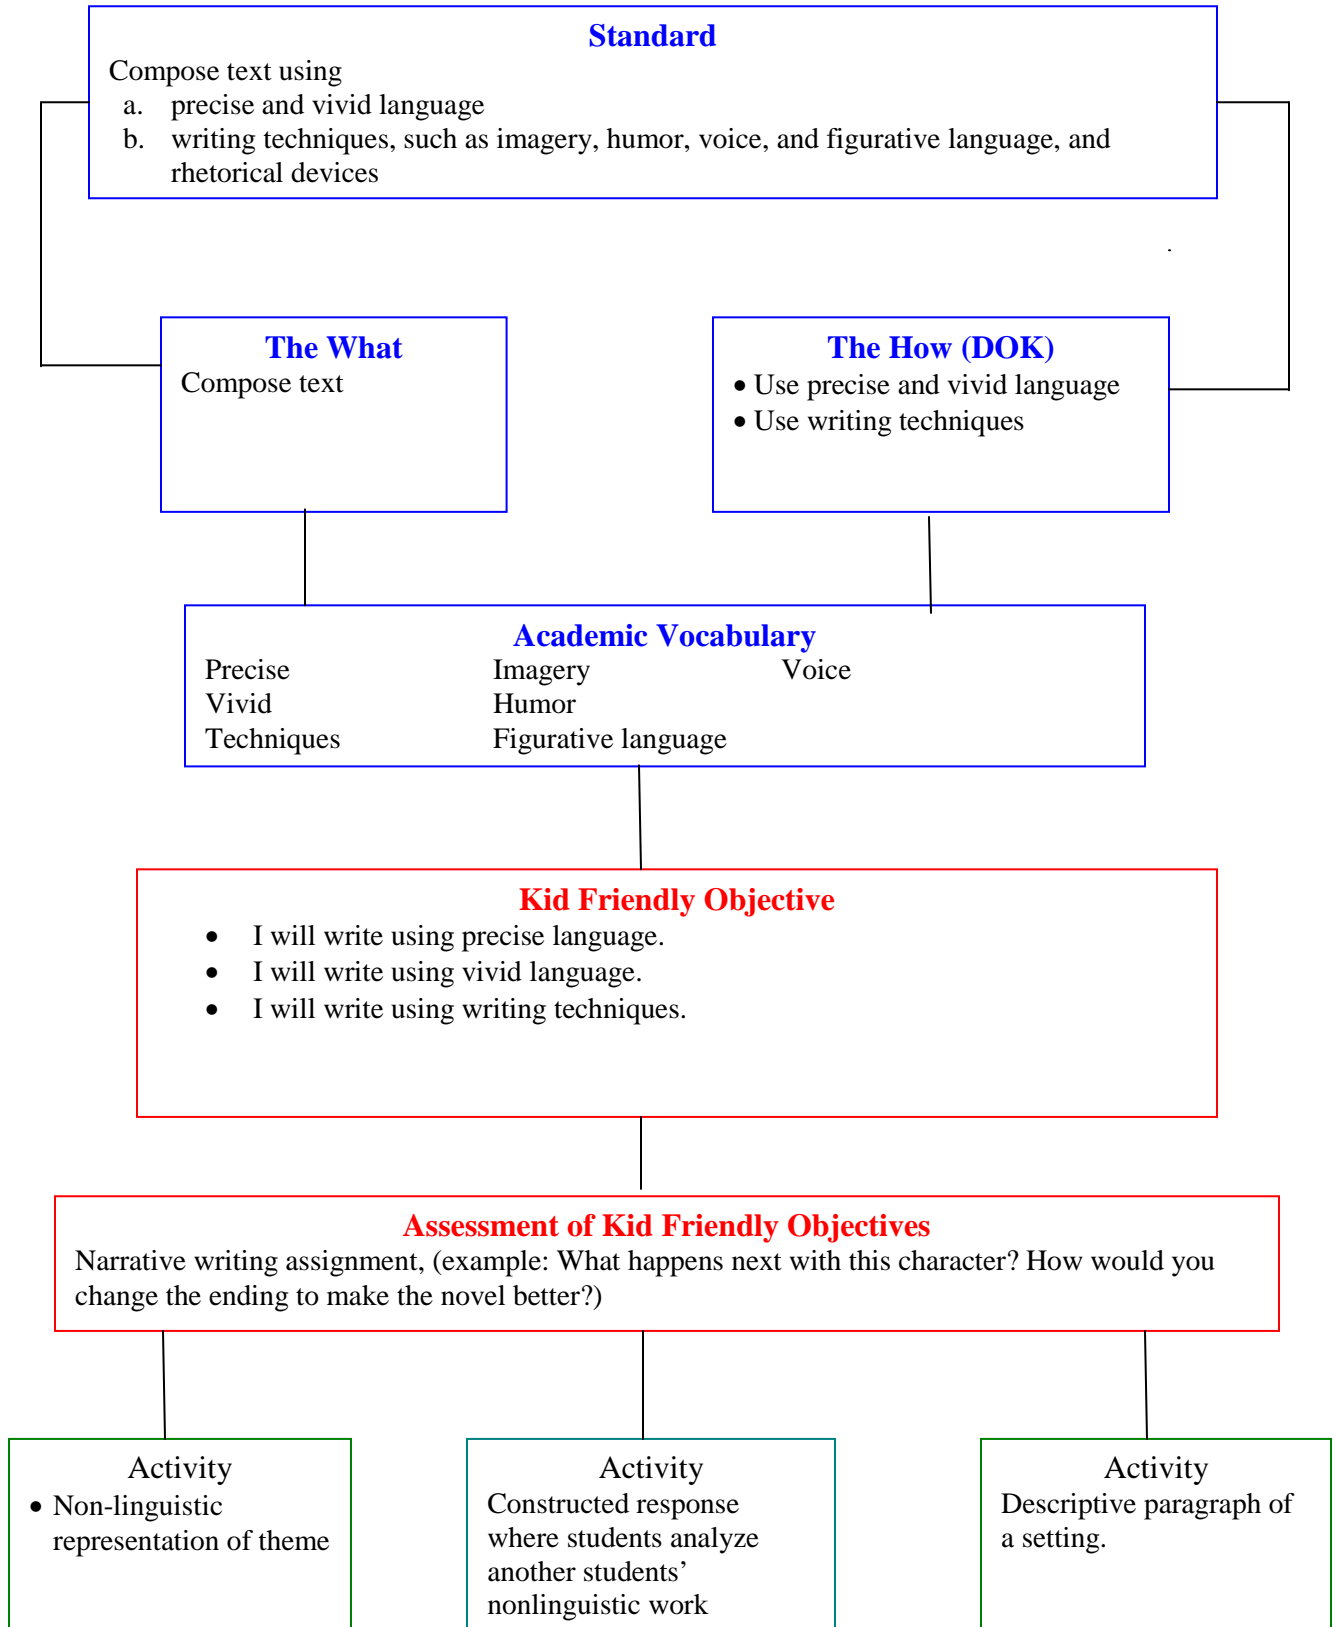 Standard
Compose text using
a. precise and vivid language
b. writing techniques, such as imagery, humor, voice, and figurative language, and
rhetorical devices
.
The What
Compose text
The How (DOK)
• Use precise and vivid language
• Use writing techniques
Academic Vocabulary
Precise Imagery Voice
Vivid Humor
Techniques Figurative language
Kid Friendly Objective
• I will write using precise language.
• I will write using vivid language.
• I will write using writing techniques.
Assessment of Kid Friendly Objectives
Narrative writing assignment, (example: What happens next with this character? How would you
change the ending to make the novel better?)
Activity
• Non-linguistic
representation of theme
Activity
Constructed response
where students analyze
another students’
nonlinguistic work
Activity
Descriptive paragraph of
a setting.